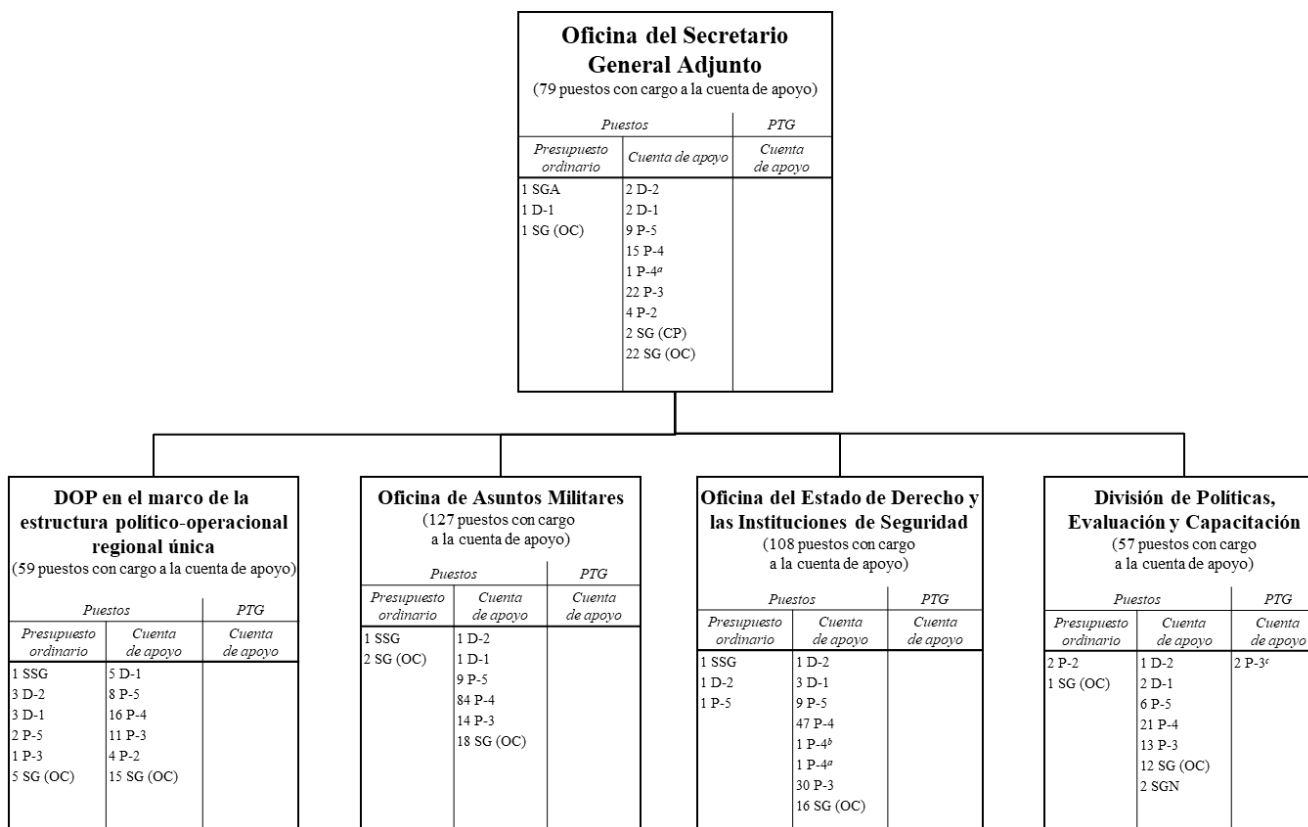 Oficina del Secretario
General Adjunto
(79 puestos con cargo a la cuenta de apoyo)
Puestos PTG
Presupuesto ordinario Cuenta de apoyo Cuenta de apoyo
1 SGA 2 D-2
1 D-1 2 D-1
1 SG (OC) 9 P-5
15 P-4
1 P-4ᵃ
22 P-3
4 P-2
2 SG (CP)
22 SG (OC)
DOP en el marco de la
estructura político-operacional
regional única
(59 puestos con cargo a la cuenta de apoyo)
Puestos PTG
Presupuesto ordinario Cuenta de apoyo Cuenta de apoyo
1 SSG 5 D-1
3 D-2 8 P-5
3 D-1 16 P-4
2 P-5 11 P-3
1 P-3 4 P-2
5 SG (OC) 15 SG (OC)
Oficina de Asuntos Militares
(127 puestos con cargo
a la cuenta de apoyo)
Puestos PTG
Presupuesto ordinario Cuenta de apoyo Cuenta de apoyo
1 SSG 1 D-2
2 SG (OC) 1 D-1
9 P-5
84 P-4
14 P-3
18 SG (OC)
Oficina del Estado de Derecho y
las Instituciones de Seguridad
(108 puestos con cargo
a la cuenta de apoyo)
Puestos PTG
Presupuesto ordinario Cuenta de apoyo Cuenta de apoyo
1 SSG 1 D-2
1 D-2 3 D-1
1 P-5 9 P-5
47 P-4
1 P-4ᵇ
1 P-4ᵃ
30 P-3
16 SG (OC)
División de Políticas,
Evaluación y Capacitación
(57 puestos con cargo
a la cuenta de apoyo)
Puestos PTG
Presupuesto ordinario Cuenta de apoyo Cuenta de apoyo
2 P-2 1 D-2 2 P-3ᶜ
1 SG (OC) 2 D-1
6 P-5
21 P-4
13 P-3
12 SG (OC)
2 SGN